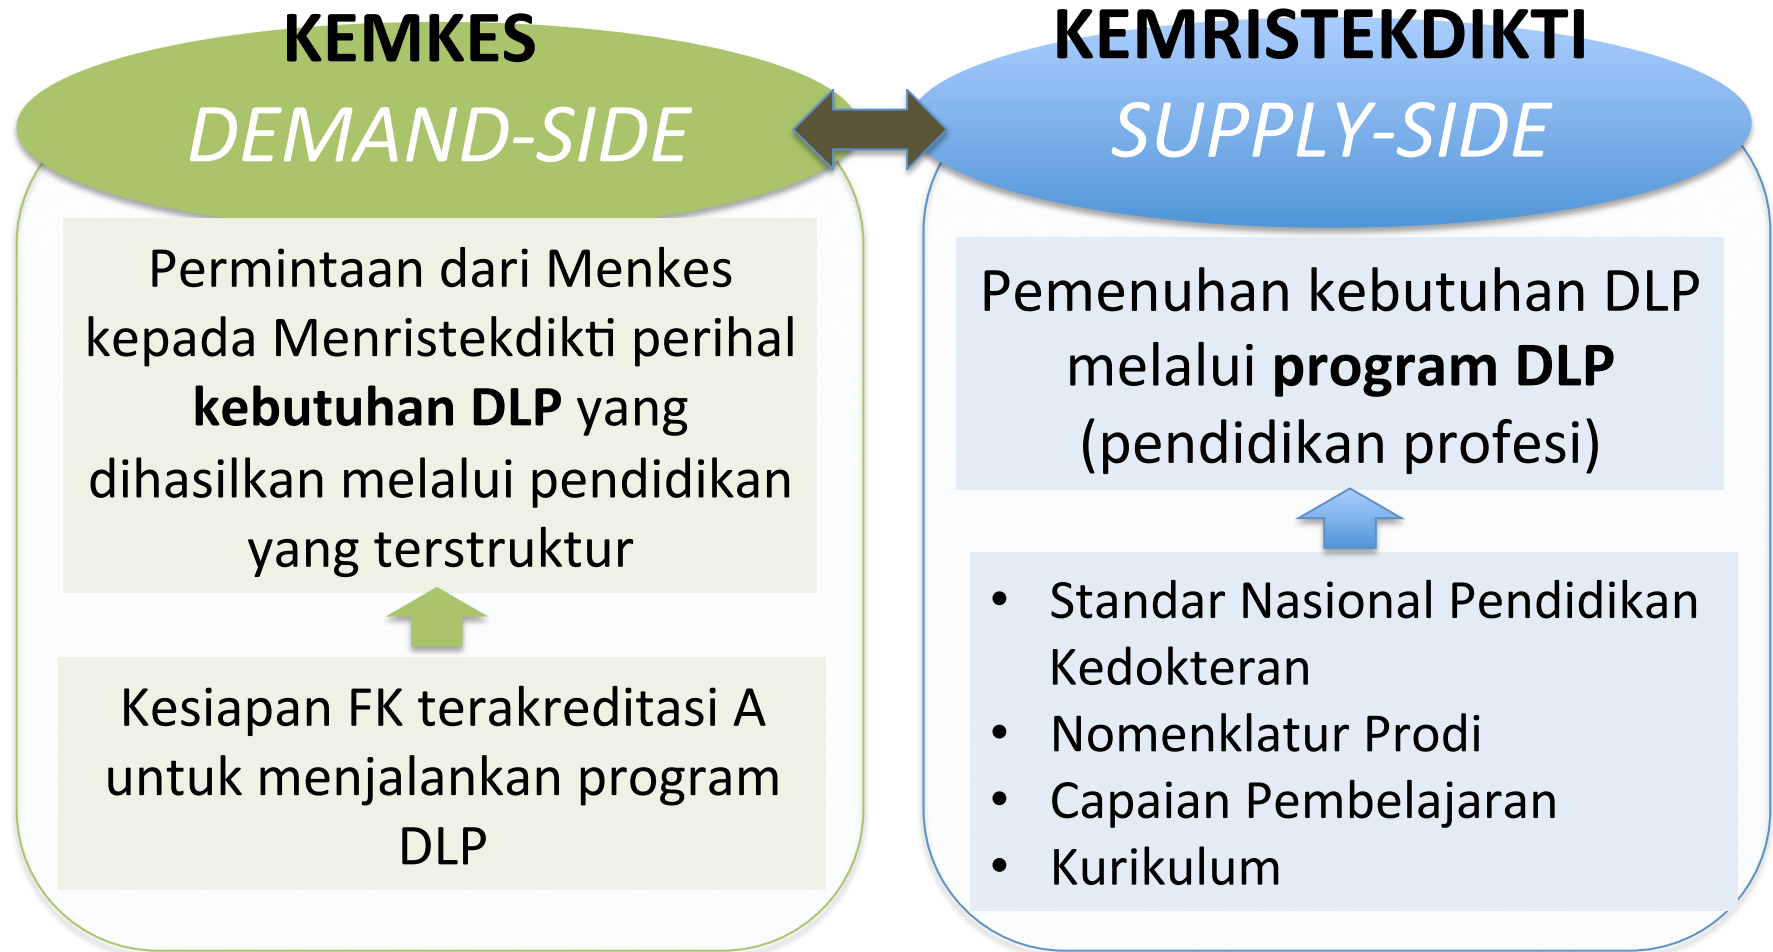 KEMKES
DEMAND-SIDE
Permintaan dari Menkes
kepada Menristekdikti perihal
kebutuhan DLP yang
dihasilkan melalui pendidikan
yang terstruktur
Kesiapan FK terakreditasi A
untuk menjalankan program
DLP
KEMRISTEKDIKTI
SUPPLY-SIDE
Pemenuhan kebutuhan DLP
melalui program DLP
(pendidikan profesi)
• Standar Nasional Pendidikan
Kedokteran
• Nomenklatur Prodi
• Capaian Pembelajaran
• Kurikulum